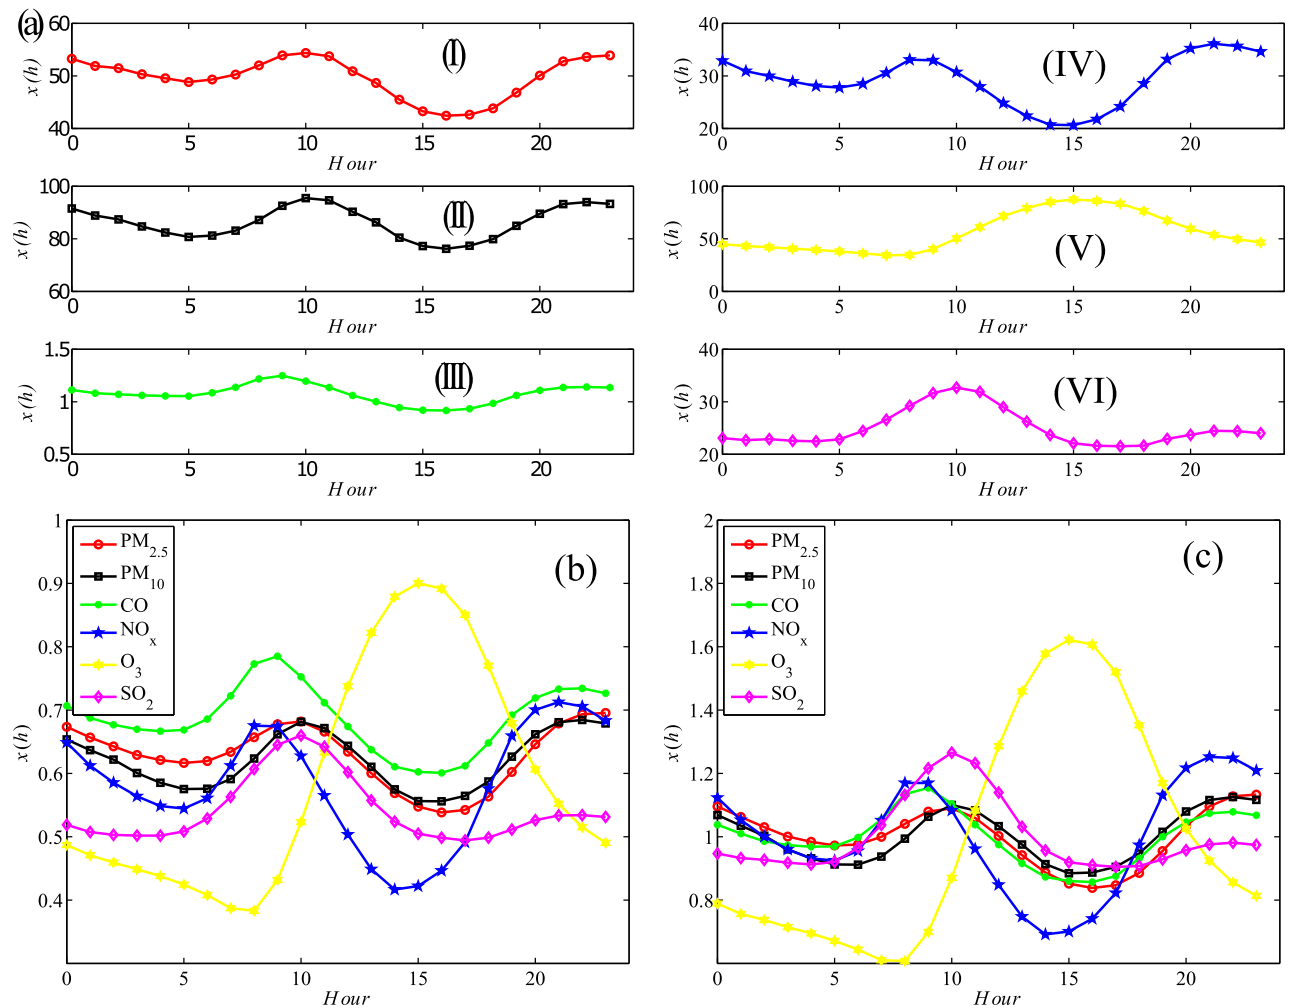 (a)
60
50
40
x(h)
(I)
0 5 10 15 20
Hour
40
30
20
x(h)
(IV)
0 5 10 15 20
Hour
100
80
60
x(h)
(II)
0 5 10 15 20
Hour
100
50
0
x(h)
(V)
0 5 10 15 20
Hour
1.5
1
0.5
x(h)
(III)
0 5 10 15 20
Hour
40
30
20
x(h)
(VI)
0 5 10 15 20
Hour
1
0.9
0.8
0.7
0.6
0.5
0.4
x(h)
PM2.5
PM10
CO
NOx
O3
SO2
(b)
0 5 10 15 20
Hour
2
1.8
1.6
1.4
1.2
1
0.8
x(h)
PM2.5
PM10
CO
NOx
O3
SO2
(c)
0 5 10 15 20
Hour